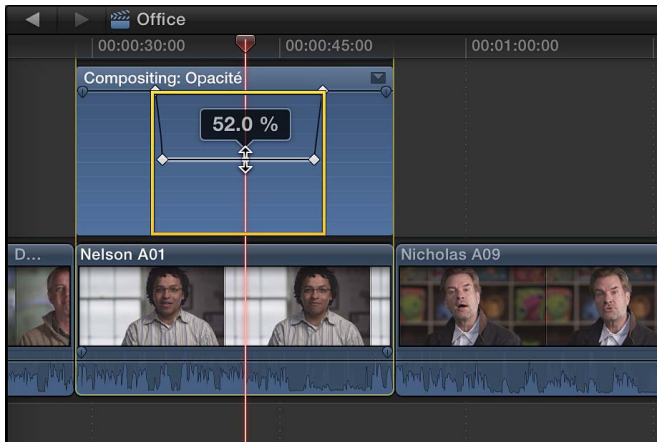 Office
00:00:30:00 00:00:45:00 00:01:00:00
Compositing: Opacité
52.0 %
D... Nelson A01 Nicholas A09